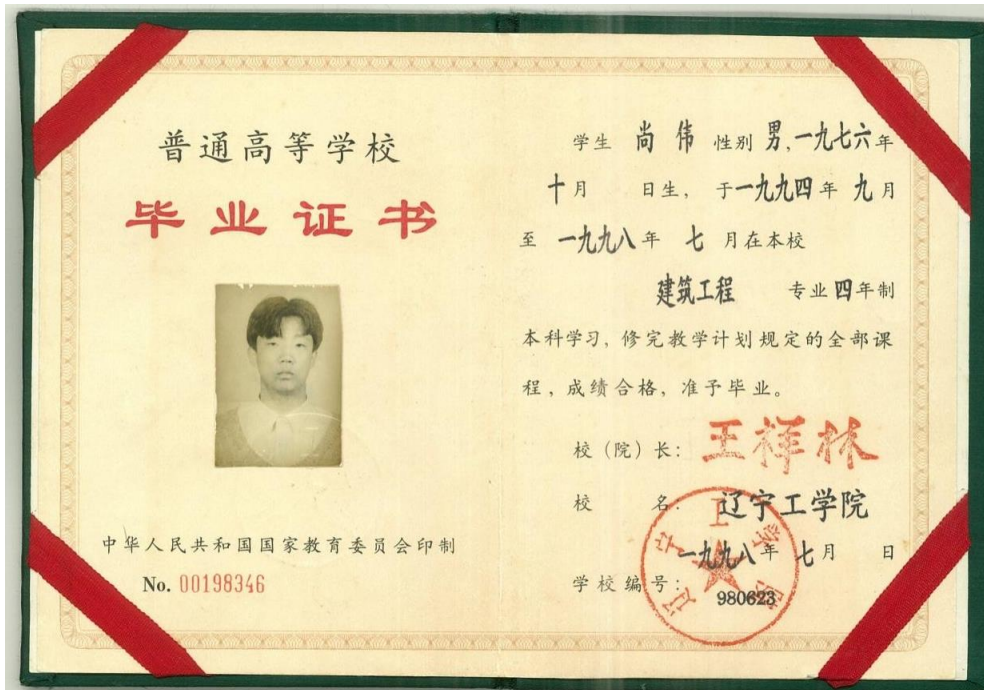 普通高等学校
毕业证书
中华人民共和国国家教育委员会印制
No. 00198346
学生 尚伟 性别 男,一九七六年
十月 日生, 于一九九四年 九月
至 一九九八年 七 月在本校
建筑工程 专业四年制
本科学习, 修完教学计划规定的全部课
程, 成绩合格, 准予毕业。
校(院)长: 王祥林
校 名: 辽宁工学院
一九九八年 七月 日
学校编号: 980623
辽宁工学院